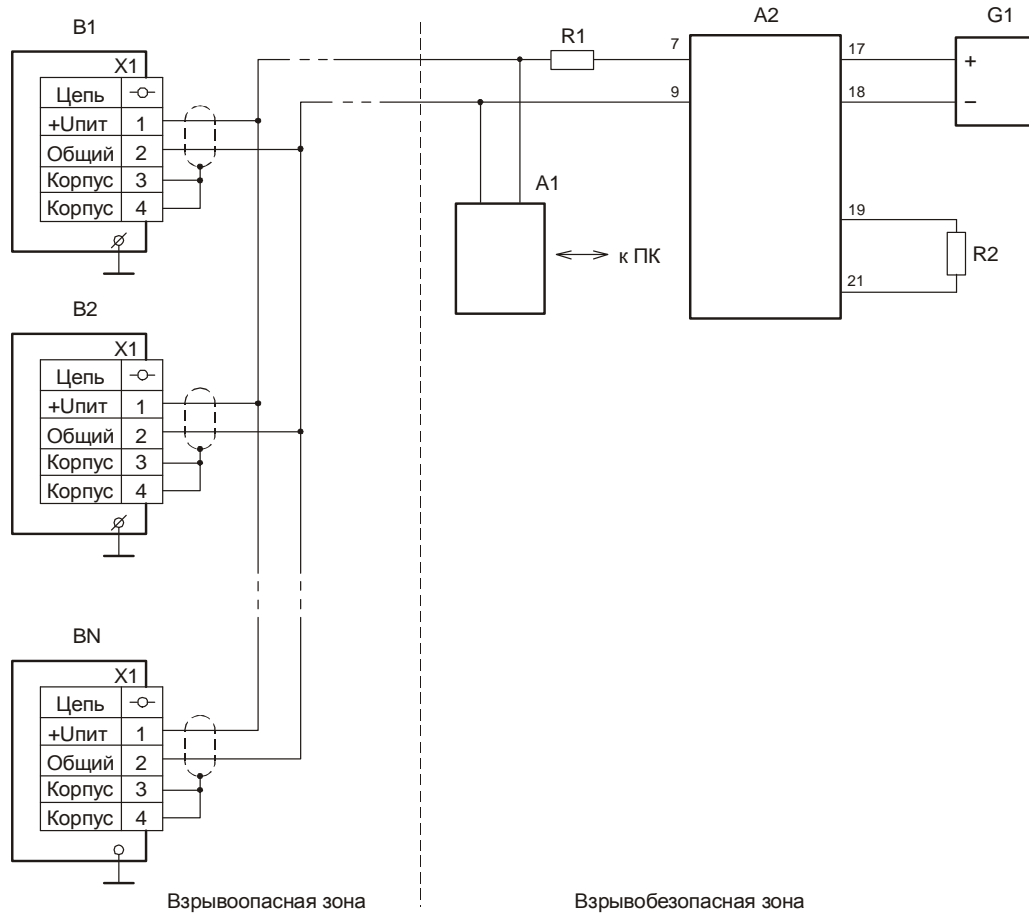 B1
X1
Цепь
+Uпит 1
Общий 2
Корпус 3
Корпус 4
B2
X1
Цепь
+Uпит 1
Общий 2
Корпус 3
Корпус 4
BN
X1
Цепь
+Uпит 1
Общий 2
Корпус 3
Корпус 4
Взрывоопасная зона
R1
A1
к ПК
A2
7
9
17
18
19
21
G1
+
−
R2
Взрывобезопасная зона